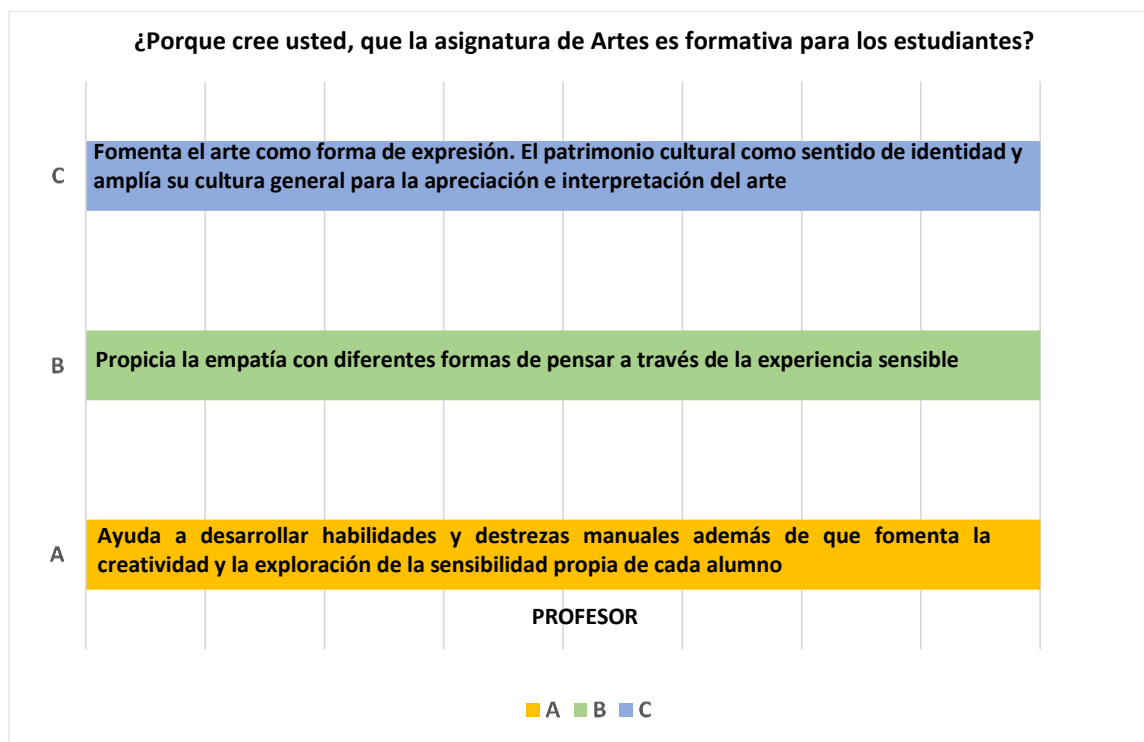 ¿Porque cree usted, que la asignatura de Artes es formativa para los estudiantes?
C
Fomenta el arte como forma de expresión. El patrimonio cultural como sentido de identidad y
amplía su cultura general para la apreciación e interpretación del arte
B
Propicia la empatía con diferentes formas de pensar a través de la experiencia sensible
A
Ayuda a desarrollar habilidades y destrezas manuales además de que fomenta la
creatividad y la exploración de la sensibilidad propia de cada alumno
PROFESOR
A B C